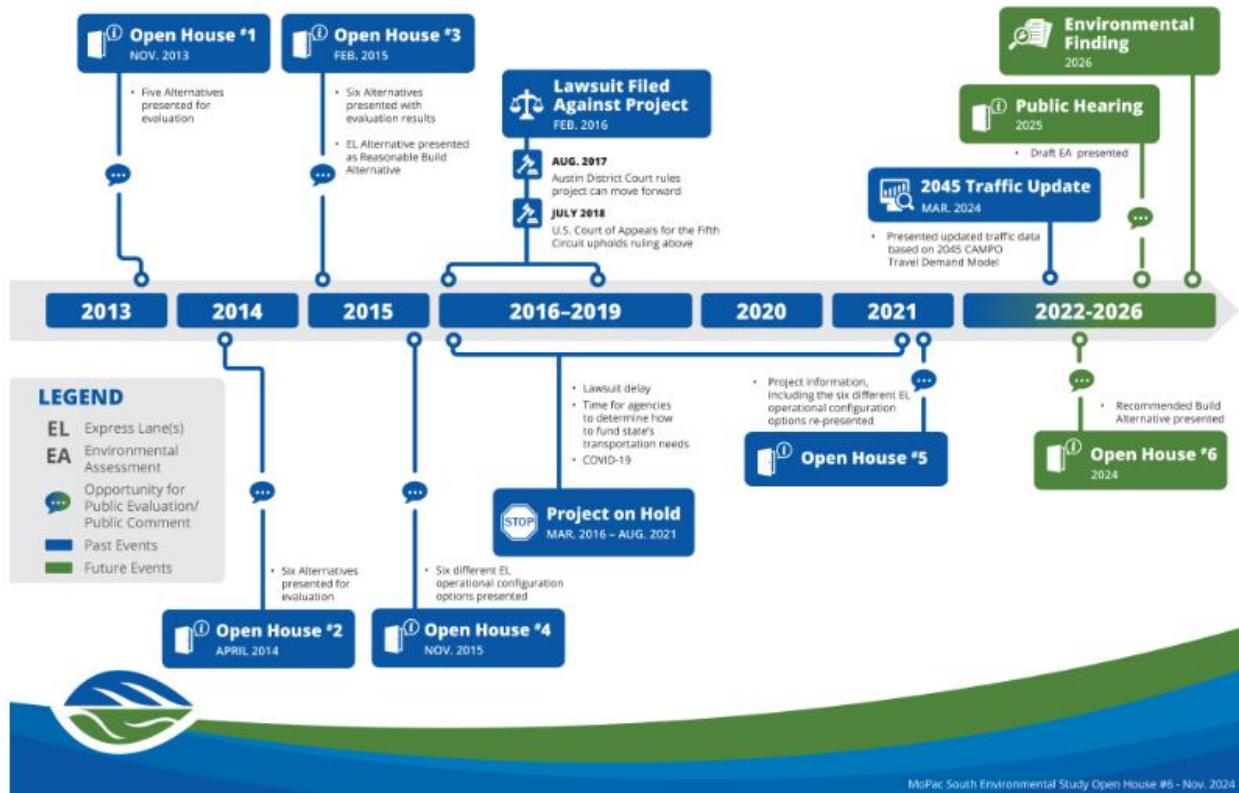 Open House #1
NOV. 2013
• Five Alternatives
presented for
evaluation
Open House #3
FEB. 2015
• Six Alternatives
presented with
evaluation results
• EL Alternative presented
as Reasonable Build
Alternative
Lawsuit Filed
Against Project
FEB. 2016
AUG. 2017
Austin District Court rules
project can move forward
JULY 2018
U.S. Court of Appeals for the Fifth
Circuit upholds ruling above
2045 Traffic Update
MAR. 2024
• Presented updated traffic data
based on 2045 CAMPO
Travel Demand Model
Public Hearing
2025
• Draft EA presented
Environmental
Finding
2026
2013
2014
2015
2016–2019
2020
2021
2022-2026
LEGEND
EL Express Lane(s)
EA Environmental
Assessment
Opportunity for
Public Evaluation/
Public Comment
Past Events
Future Events
• Six Alternatives
presented for
evaluation
Open House #2
APRIL 2014
• Six different EL
operational configuration
options presented
Open House #4
NOV. 2015
• Lawsuit delay
• Time for agencies
to determine how
to fund state's
transportation needs
• COVID-19
STOP
Project on Hold
MAR. 2016 – AUG. 2021
• Project information,
including the six different EL
operational configuration
options re-presented
Open House #5
• Recommended Build
Alternative presented
Open House #6
2024
MoPac South Environmental Study Open House #6 - Nov. 2024